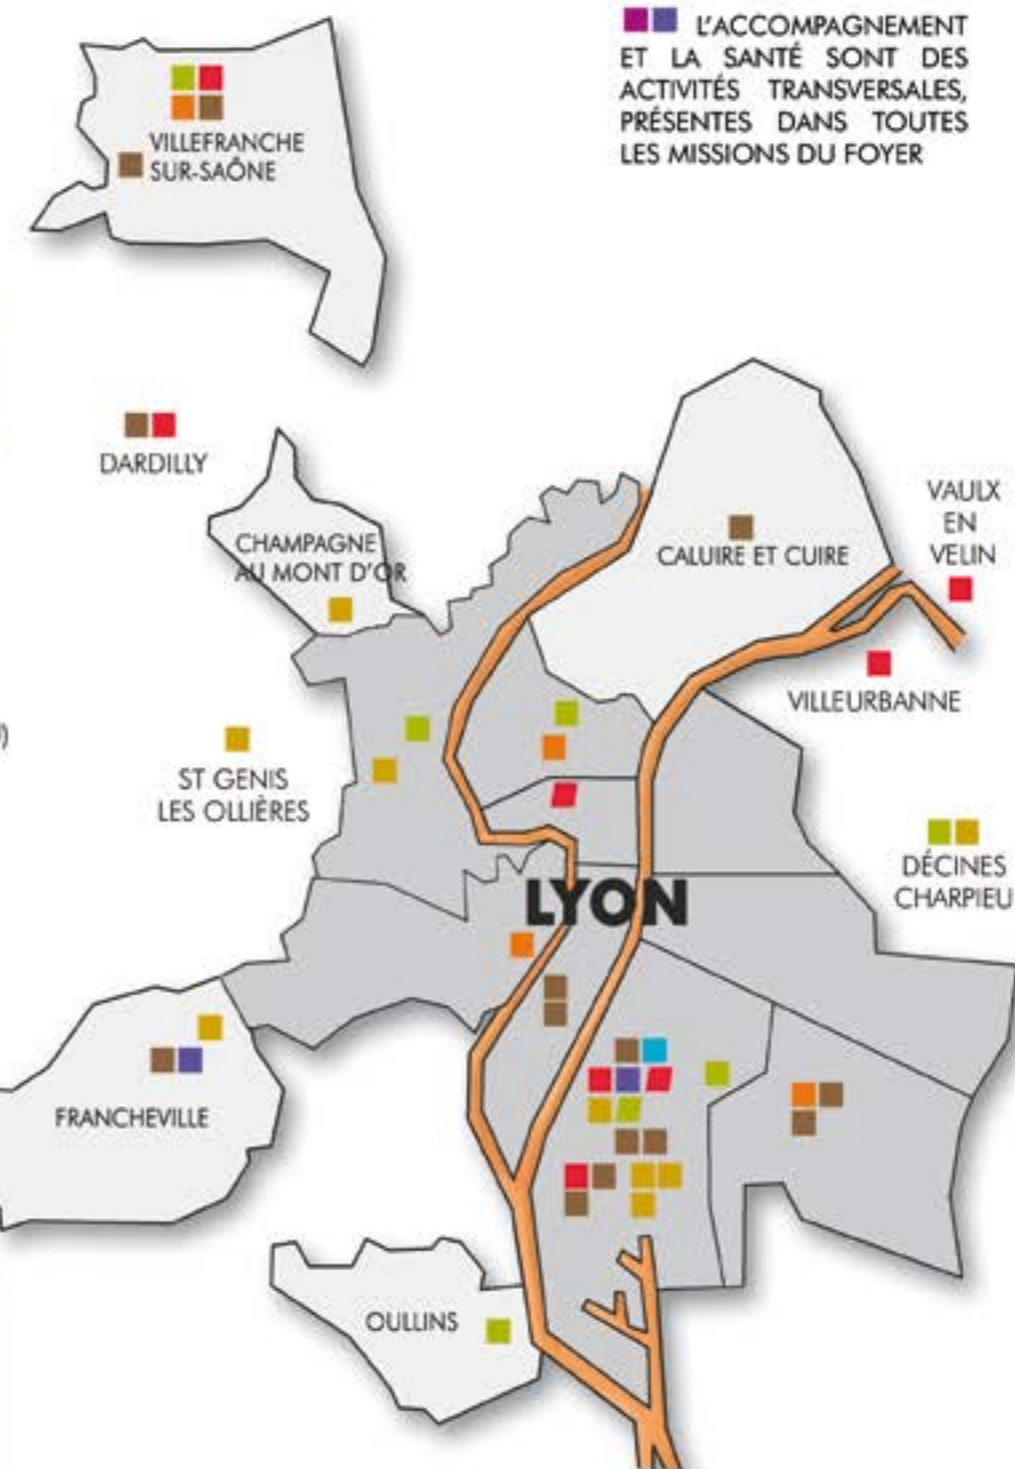 L'ACCOMPAGNEMENT
ET LA SANTÉ SONT DES
ACTIVITÉS TRANSVERSALES,
PRÉSENTES DANS TOUTES
LES MISSIONS DU FOYER
VILLEFRANCHE
SUR-SAÔNE
DARDILLY
CHAMPAGNE
AU MONT D'OR
CALUIRE ET CUIRE
VAULX
EN
VELIN
VILLEURBANNE
)
ST GENIS
LES OLLIÈRES
DÉCINES
CHARPIEU
LYON
FRANCHEVILLE
OULLINS